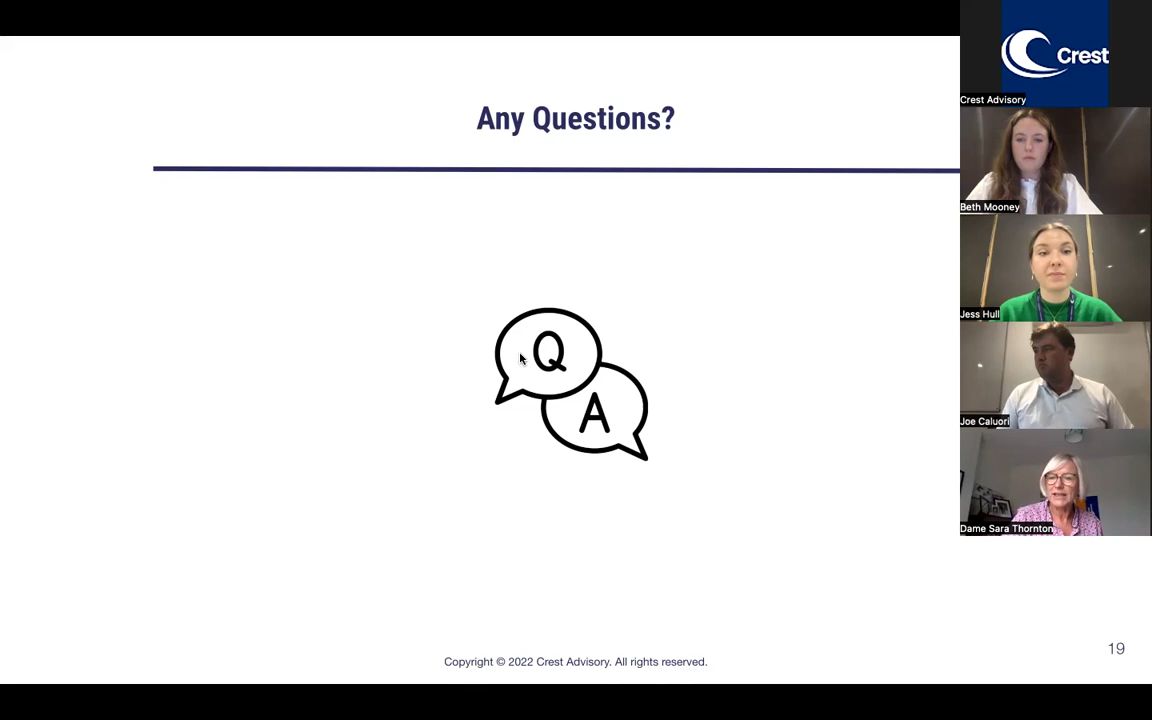 Any Questions?
Q
A
Copyright © 2022 Crest Advisory. All rights reserved.
19
Crest
Crest Advisory
Beth Mooney
Jess Hull
Joe Caluori
Dame Sara Thornton